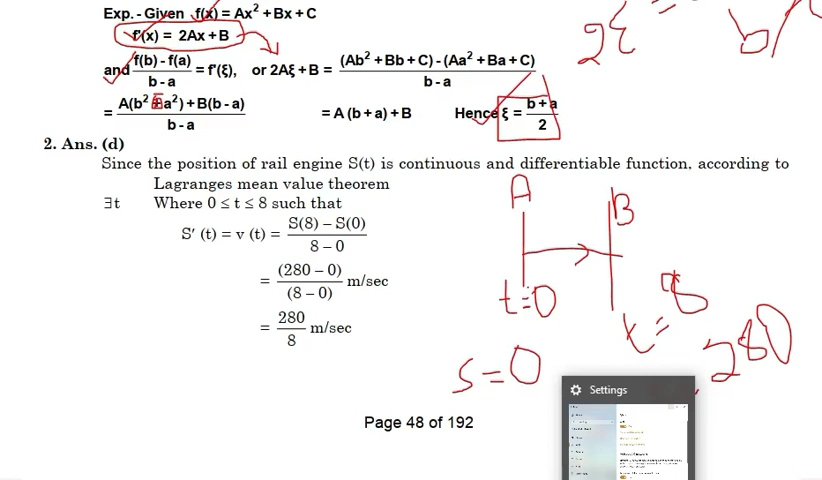 Exp. - Given f(x) = Ax² + Bx + C
f'(x) = 2Ax + B
and f(b) - f(a) / b - a = f'(ξ), or 2Aξ + B = (Ab² + Bb + C) - (Aa² + Ba + C) / b - a
= A(b² - a²) + B(b - a) / b - a = A (b + a) + B Hence ξ = b + a / 2
2. Ans. (d)
Since the position of rail engine S(t) is continuous and differentiable function, according to
Lagranges mean value theorem
∃t Where 0 ≤ t ≤ 8 such that
S' (t) = v (t) = S(8) – S(0) / 8 – 0
= (280 – 0) / (8 – 0) m/sec
= 280 / 8 m/sec
A
B
t=0
t=8
s=0
280
Settings
Page 48 of 192